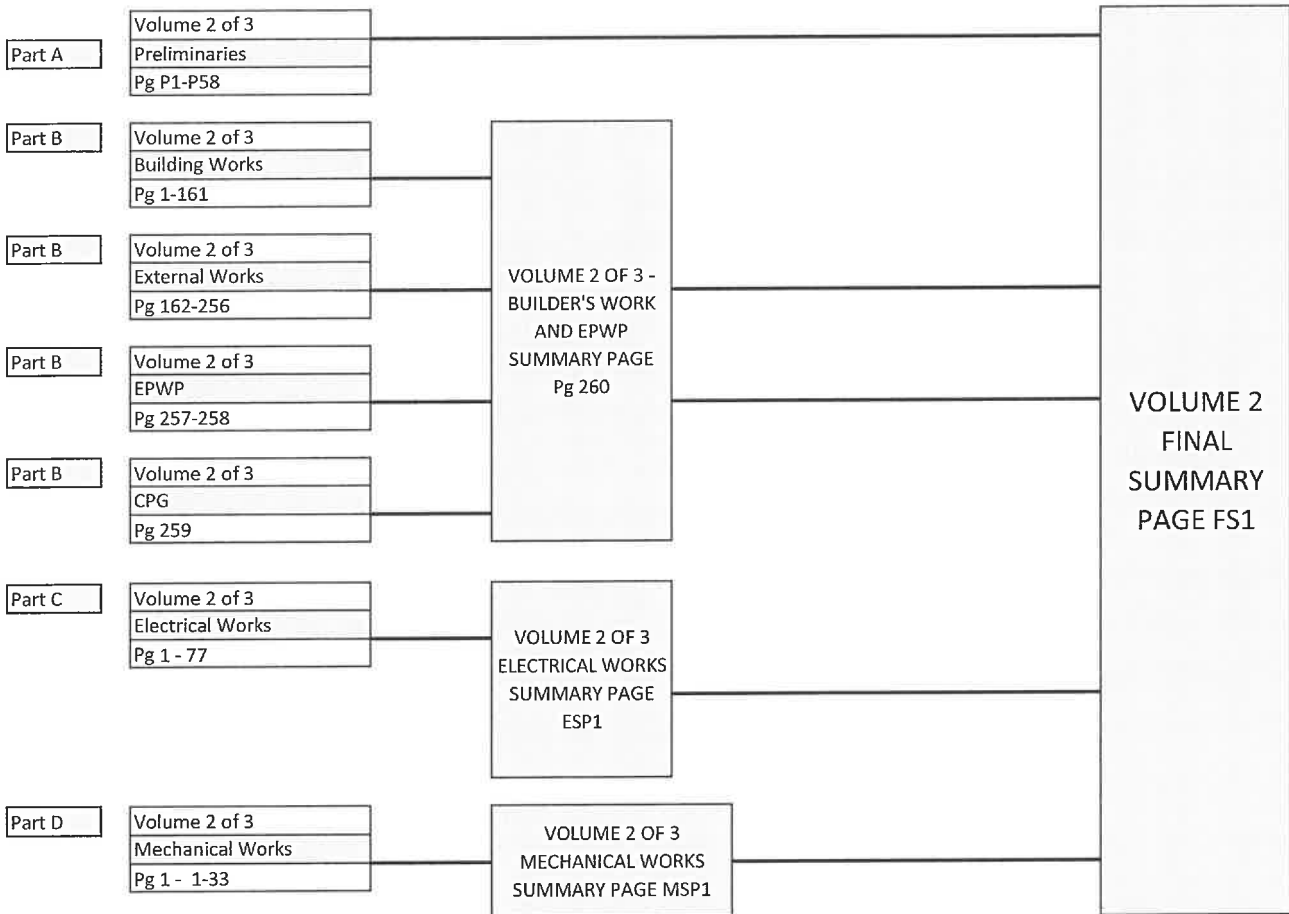 Part A
Volume 2 of 3
Preliminaries
Pg P1-P58
Part B
Volume 2 of 3
Building Works
Pg 1-161
Part B
Volume 2 of 3
External Works
Pg 162-256
Part B
Volume 2 of 3
EPWP
Pg 257-258
Part B
Volume 2 of 3
CPG
Pg 259
VOLUME 2 OF 3 -
BUILDER'S WORK
AND EPWP
SUMMARY PAGE
Pg 260
Part C
Volume 2 of 3
Electrical Works
Pg 1 - 77
VOLUME 2 OF 3
ELECTRICAL WORKS
SUMMARY PAGE
ESP1
Part D
Volume 2 of 3
Mechanical Works
Pg 1 - 1-33
VOLUME 2 OF 3
MECHANICAL WORKS
SUMMARY PAGE MSP1
VOLUME 2
FINAL
SUMMARY
PAGE FS1